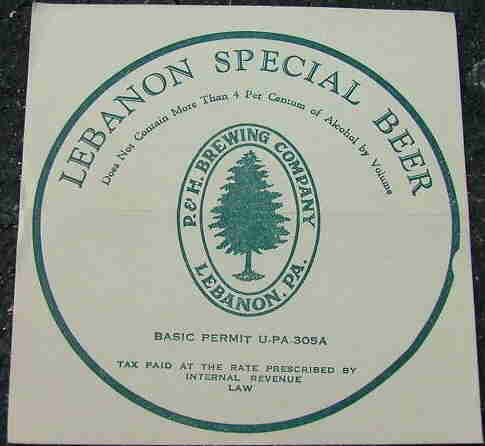 LEBANON SPECIAL BEER
Does Not Contain More Than 4 Per Centum of Alcohol by Volume
P. & H. BREWING COMPANY
LEBANON, PA.
BASIC PERMIT U-PA-305A
TAX PAID AT THE RATE PRESCRIBED BY
INTERNAL REVENUE
LAW